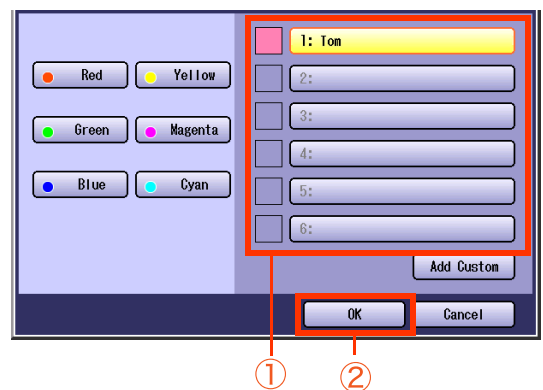 Red Yellow
Green Magenta
Blue Cyan
1: Tom
2:
3:
4:
5:
6:
Add Custom
OK Cancel
① ②